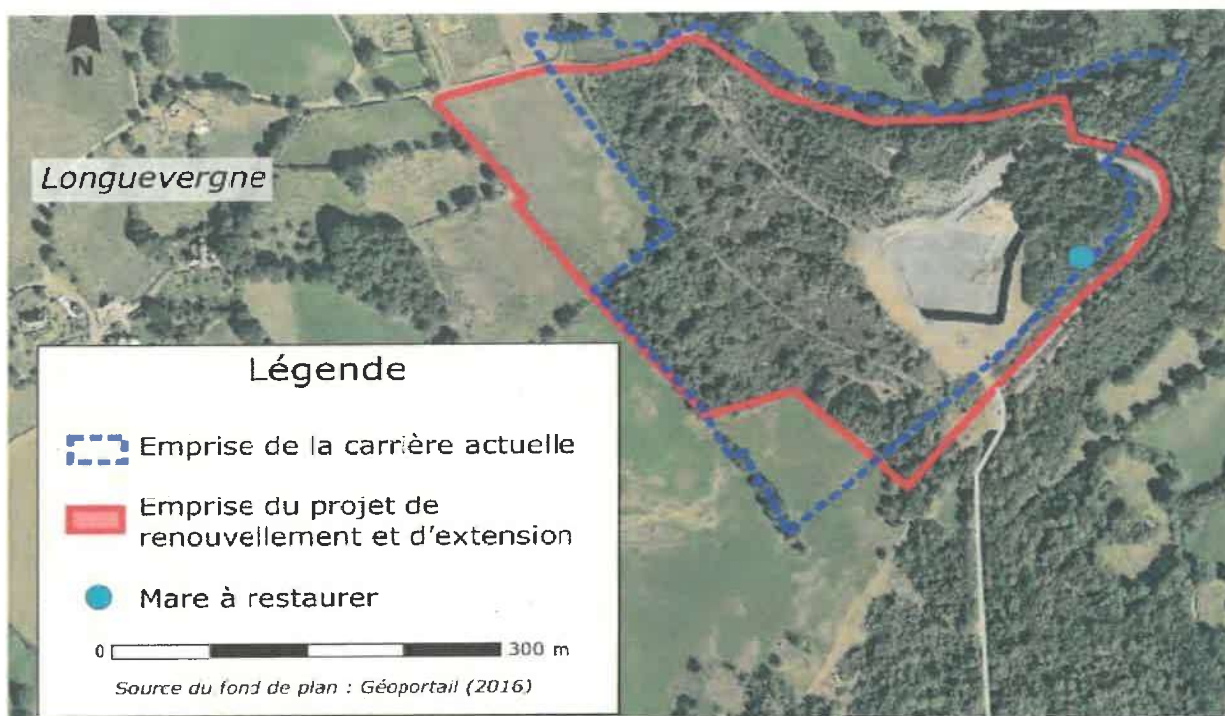 N
Longuevergne
Légende
Emprise de la carrière actuelle
Emprise du projet de
renouvellement et d'extension
Mare à restaurer
0 300 m
Source du fond de plan : Géoportail (2016)